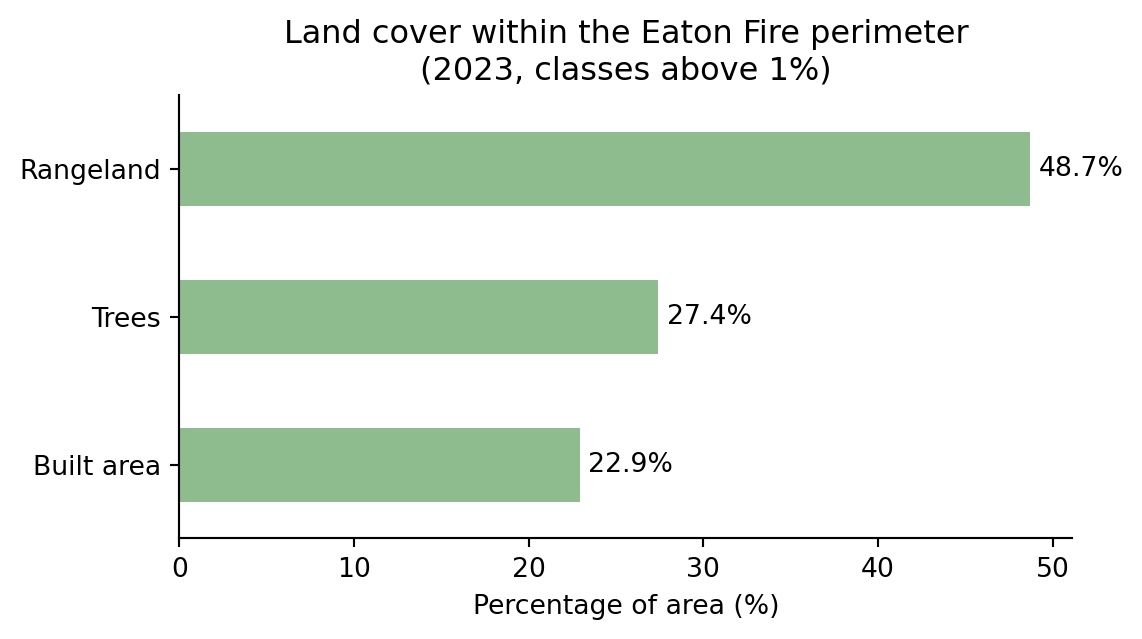 Land cover within the Eaton Fire perimeter
(2023, classes above 1%)
Rangeland
48.7%
Trees
27.4%
Built area
22.9%
0 10 20 30 40 50
Percentage of area (%)